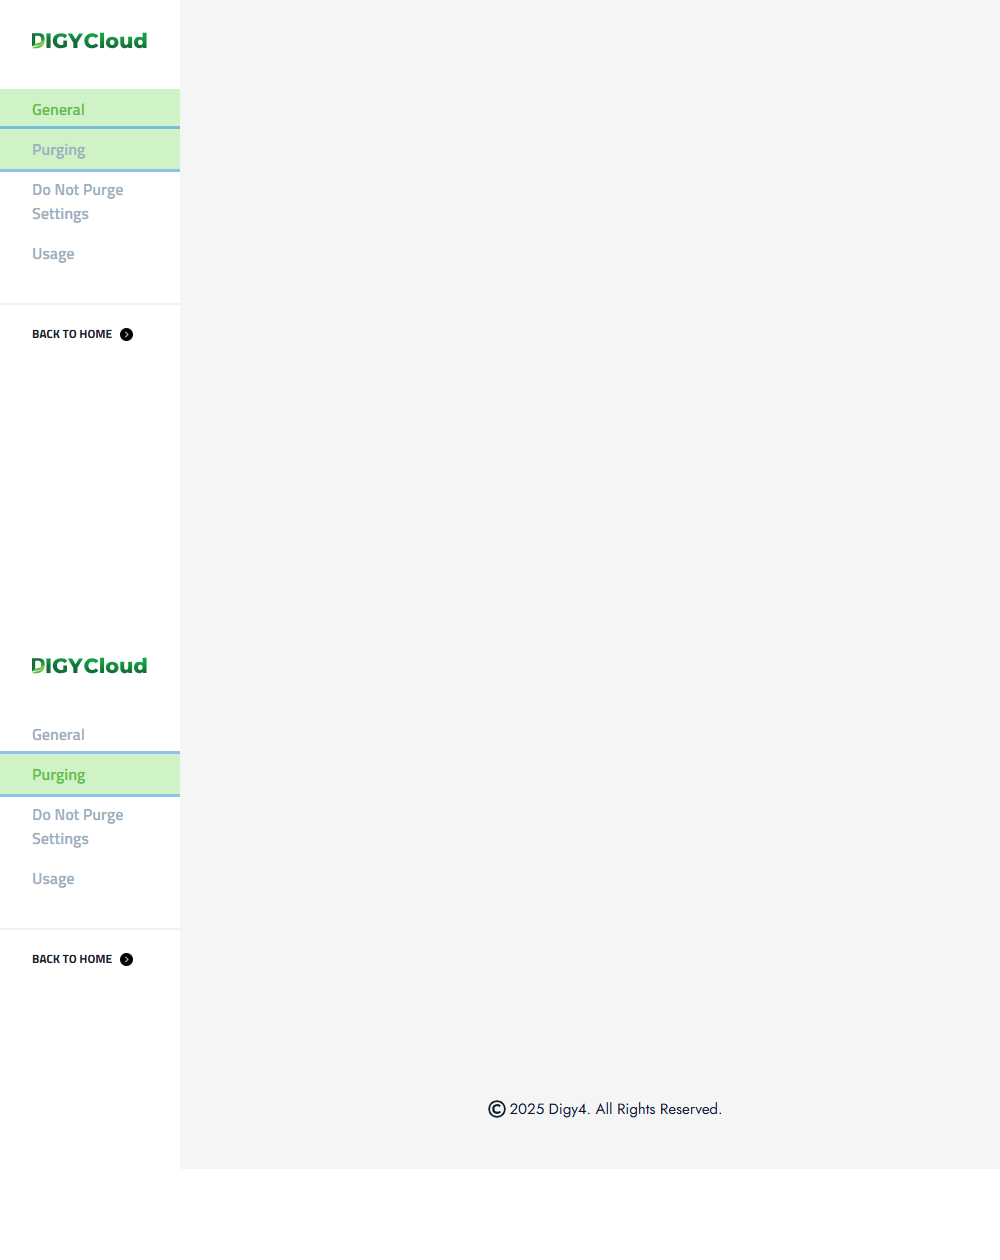 DIGYCloud
General
Purging
Do Not Purge
Settings
Usage
BACK TO HOME
DIGYCloud
General
Purging
Do Not Purge
Settings
Usage
BACK TO HOME
© 2025 Digy4. All Rights Reserved.